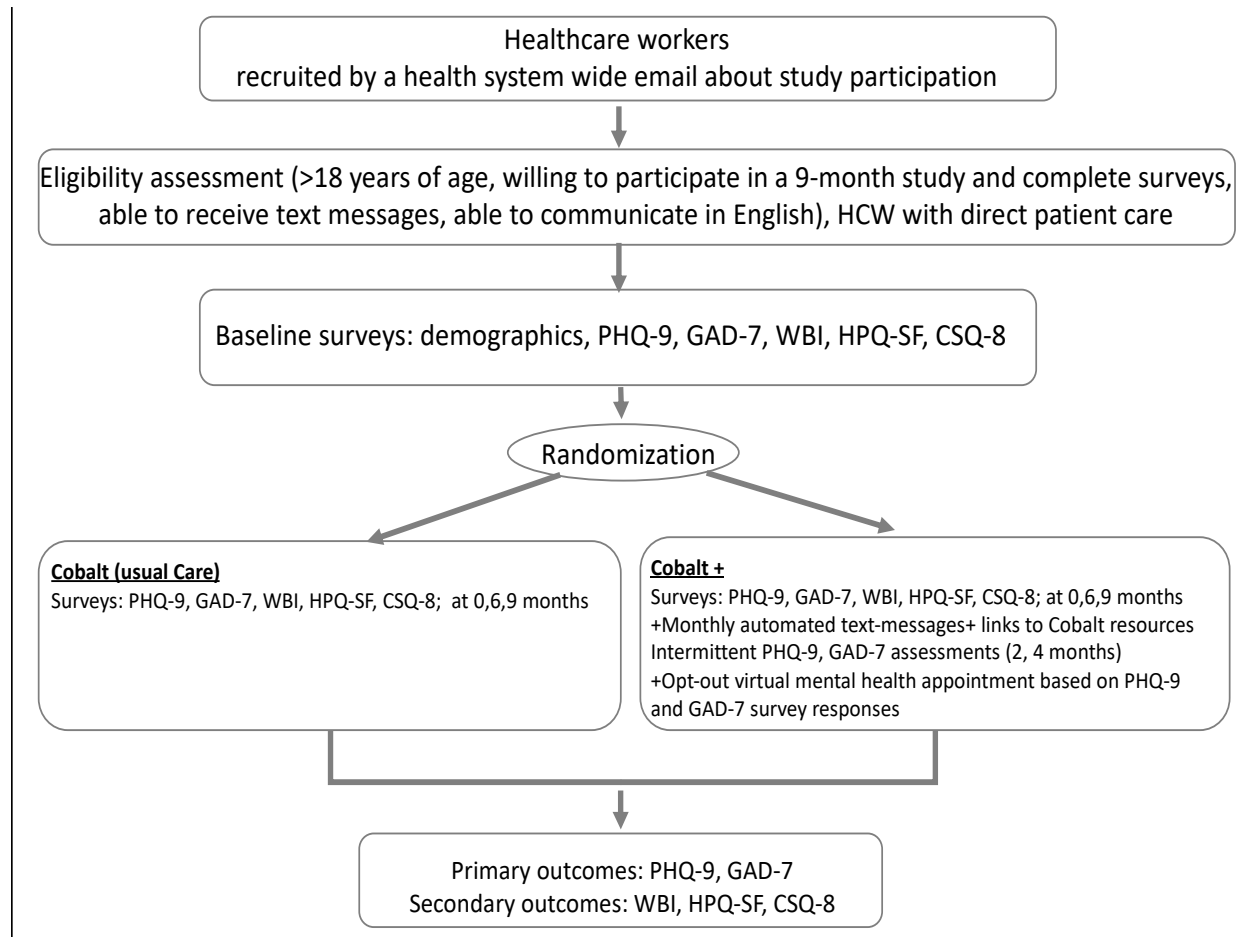 Healthcare workers
recruited by a health system wide email about study participation
Eligibility assessment (>18 years of age, willing to participate in a 9-month study and complete surveys,
able to receive text messages, able to communicate in English), HCW with direct patient care
Baseline surveys: demographics, PHQ-9, GAD-7, WBI, HPQ-SF, CSQ-8
Randomization
Cobalt (usual Care)
Surveys: PHQ-9, GAD-7, WBI, HPQ-SF, CSQ-8; at 0,6,9 months
Cobalt +
Surveys: PHQ-9, GAD-7, WBI, HPQ-SF, CSQ-8; at 0,6,9 months
+Monthly automated text-messages+ links to Cobalt resources
Intermittent PHQ-9, GAD-7 assessments (2, 4 months)
+Opt-out virtual mental health appointment based on PHQ-9
and GAD-7 survey responses
Primary outcomes: PHQ-9, GAD-7
Secondary outcomes: WBI, HPQ-SF, CSQ-8